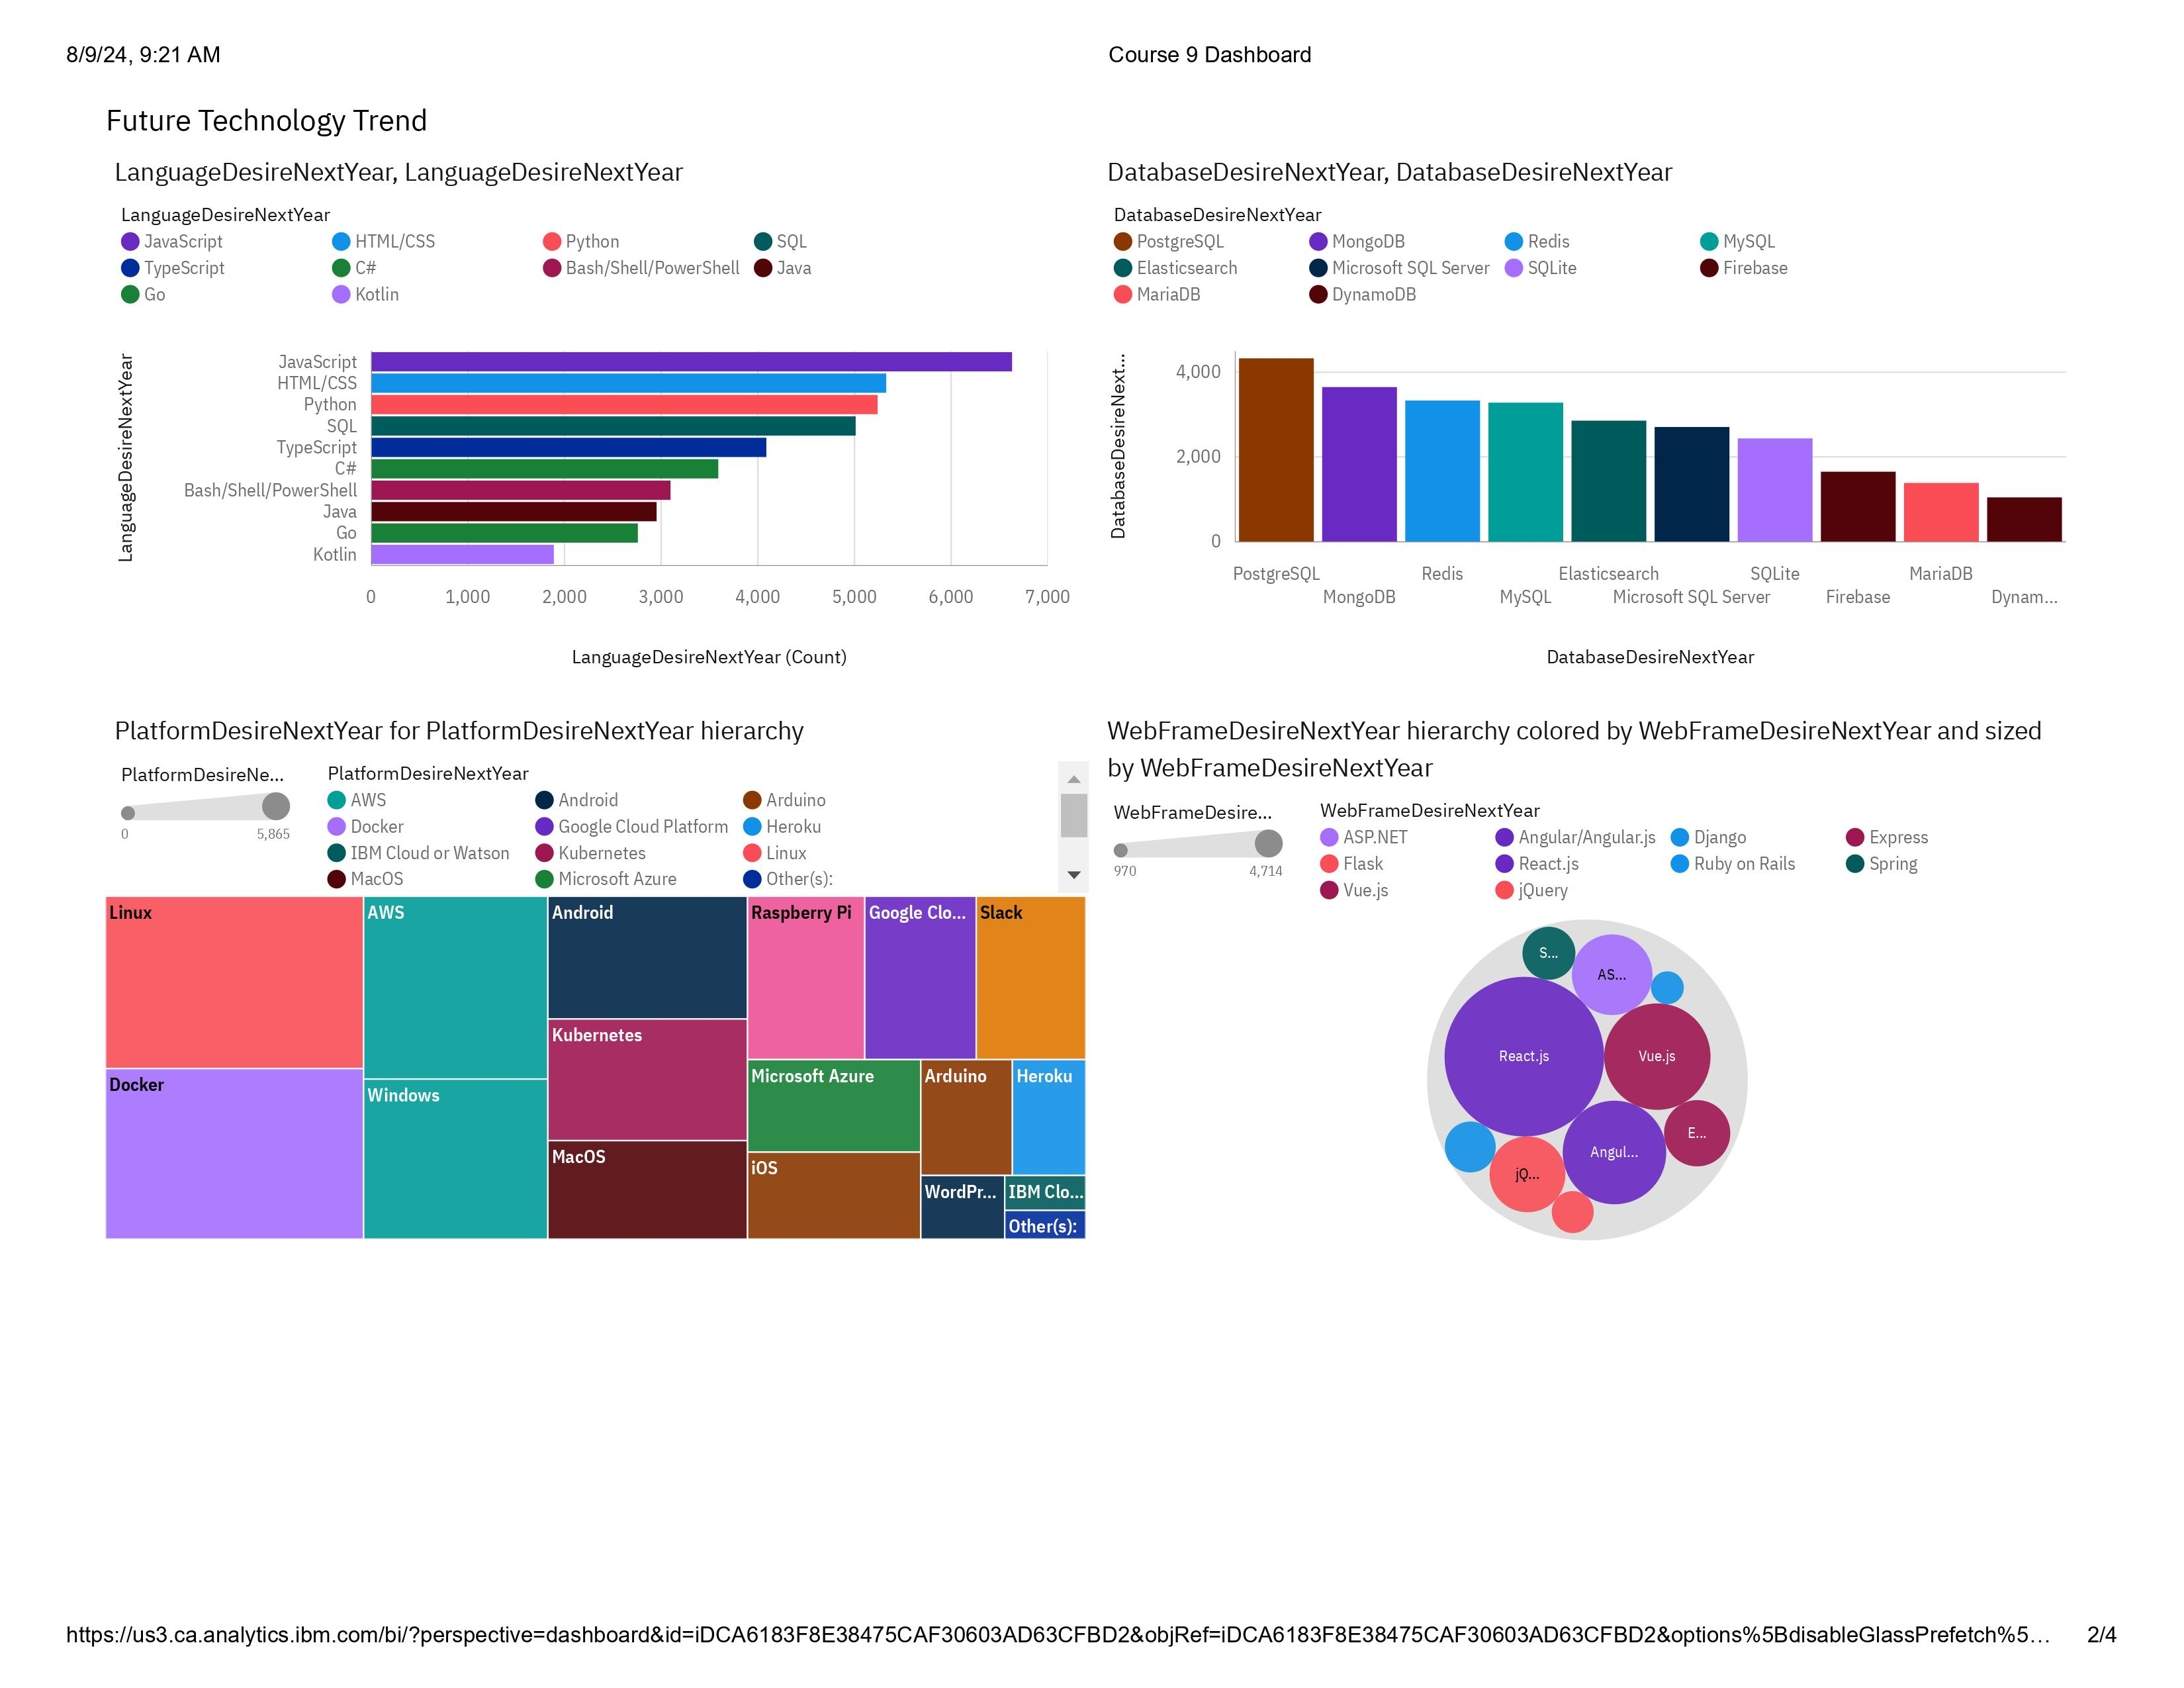 8/9/24, 9:21 AM
Course 9 Dashboard
Future Technology Trend
LanguageDesireNextYear, LanguageDesireNextYear
LanguageDesireNextYear
JavaScript HTML/CSS Python SQL
TypeScript C# Bash/Shell/PowerShell Java
Go Kotlin
LanguageDesireNextYear
JavaScript
HTML/CSS
Python
SQL
TypeScript
C#
Bash/Shell/PowerShell
Java
Go
Kotlin
0 1,000 2,000 3,000 4,000 5,000 6,000 7,000
LanguageDesireNextYear (Count)
DatabaseDesireNextYear, DatabaseDesireNextYear
DatabaseDesireNextYear
PostgreSQL MongoDB Redis MySQL
Elasticsearch Microsoft SQL Server SQLite Firebase
MariaDB DynamoDB
DatabaseDesireNext...
4,000
2,000
0
PostgreSQL Redis Elasticsearch SQLite MariaDB
MongoDB MySQL Microsoft SQL Server Firebase Dynam...
DatabaseDesireNextYear
PlatformDesireNextYear for PlatformDesireNextYear hierarchy
PlatformDesireNe...
0 5,865
PlatformDesireNextYear
AWS Android Arduino
Docker Google Cloud Platform Heroku
IBM Cloud or Watson Kubernetes Linux
MacOS Microsoft Azure Other(s):
Linux
Docker
AWS
Windows
Android
Kubernetes
MacOS
Raspberry Pi
Google Clo...
Slack
Microsoft Azure
iOS
Arduino
Heroku
WordPr...
IBM Clo...
Other(s):
WebFrameDesireNextYear hierarchy colored by WebFrameDesireNextYear and sized
by WebFrameDesireNextYear
WebFrameDesire...
970 4,714
WebFrameDesireNextYear
ASP.NET Angular/Angular.js Django Express
Flask React.js Ruby on Rails Spring
Vue.js jQuery
S...
AS...
React.js
Vue.js
E...
Angul...
jQ...
https://us3.ca.analytics.ibm.com/bi/?perspective=dashboard&id=iDCA6183F8E38475CAF30603AD63CFBD2&objRef=iDCA6183F8E38475CAF30603AD63CFBD2&options%5BdisableGlassPrefetch%5...
2/4